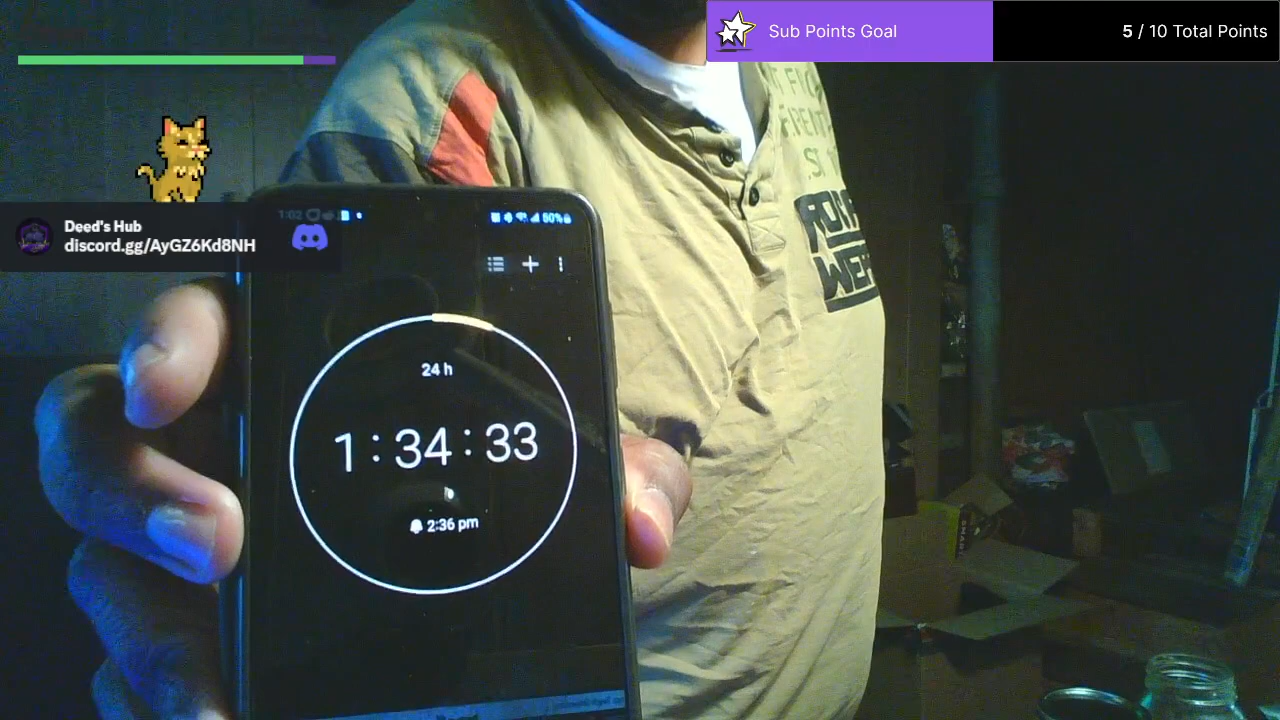 Sub Points Goal
5 / 10 Total Points
Deed's Hub
discord.gg/AyGZ6Kd8NH
1:02
50%
24 h
1 : 34 : 33
2:36 pm